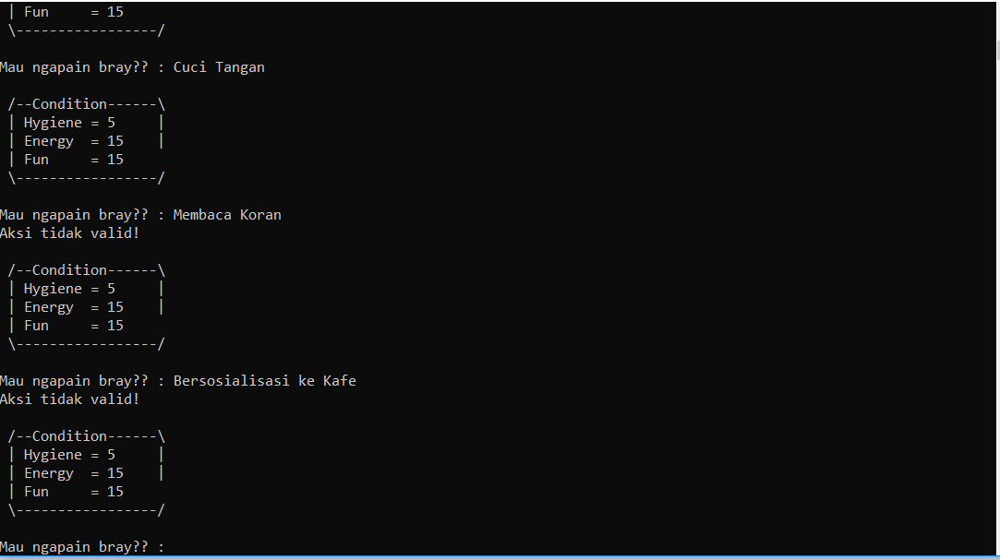 | Fun     = 15
\-----------------/
Mau ngapain bray?? : Cuci Tangan
/--Condition------\
| Hygiene = 5     |
| Energy  = 15    |
| Fun     = 15
\-----------------/
Mau ngapain bray?? : Membaca Koran
Aksi tidak valid!
/--Condition------\
| Hygiene = 5     |
| Energy  = 15    |
| Fun     = 15
\-----------------/
Mau ngapain bray?? : Bersosialisasi ke Kafe
Aksi tidak valid!
/--Condition------\
| Hygiene = 5     |
| Energy  = 15    |
| Fun     = 15
\-----------------/
Mau ngapain bray?? :